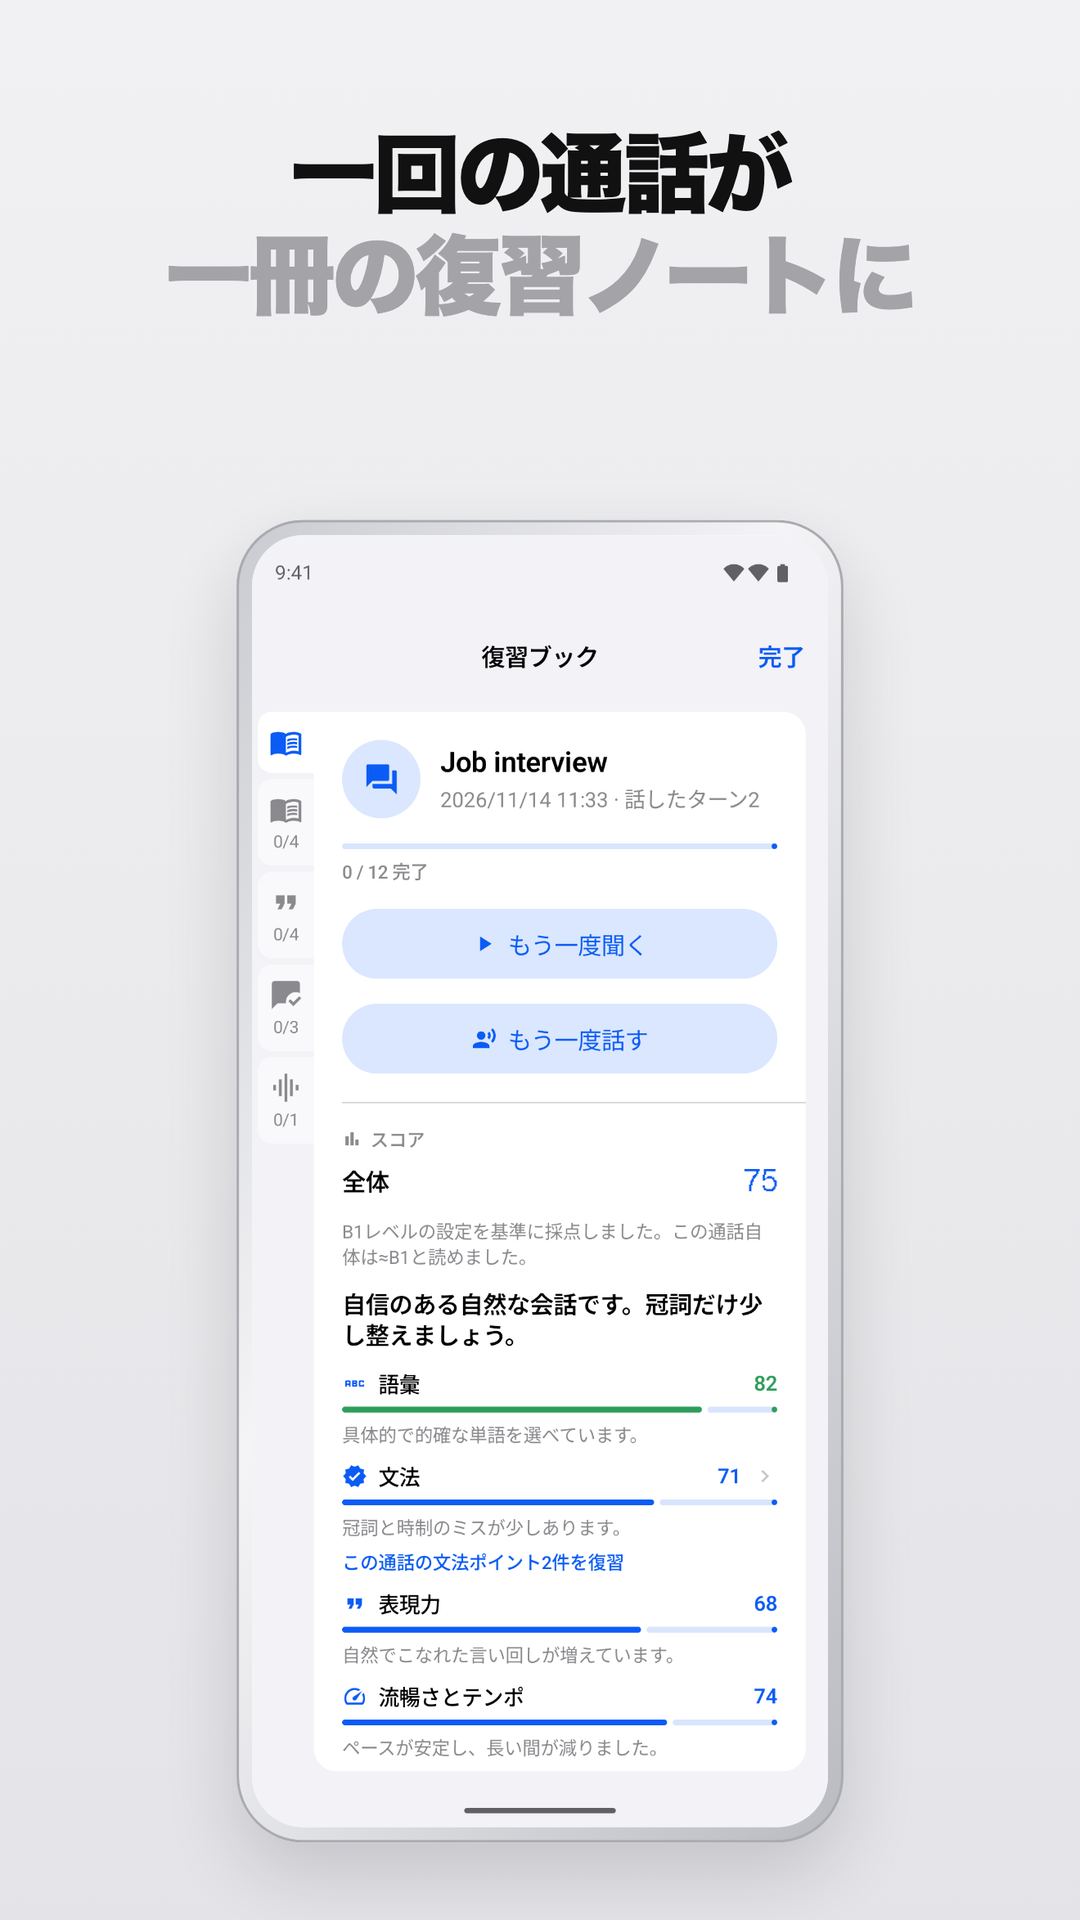 一回の通話が
一冊の復習ノートに
9:41
復習ブック
完了
Job interview
2026/11/14 11:33 · 話したターン2
0 / 12 完了
もう一度聞く
もう一度話す
0/4
0/4
0/3
0/1
スコア
全体
75
B1レベルの設定を基準に採点しました。この通話自
体は≈B1と読めました。
自信のある自然な会話です。冠詞だけ少
し整えましょう。
ABC 語彙
82
具体的で的確な単語を選べています。
文法
71
冠詞と時制のミスが少しあります。
この通話の文法ポイント2件を復習
表現力
68
自然でこなれた言い回しが増えています。
流暢さとテンポ
74
ペースが安定し、長い間が減りました。